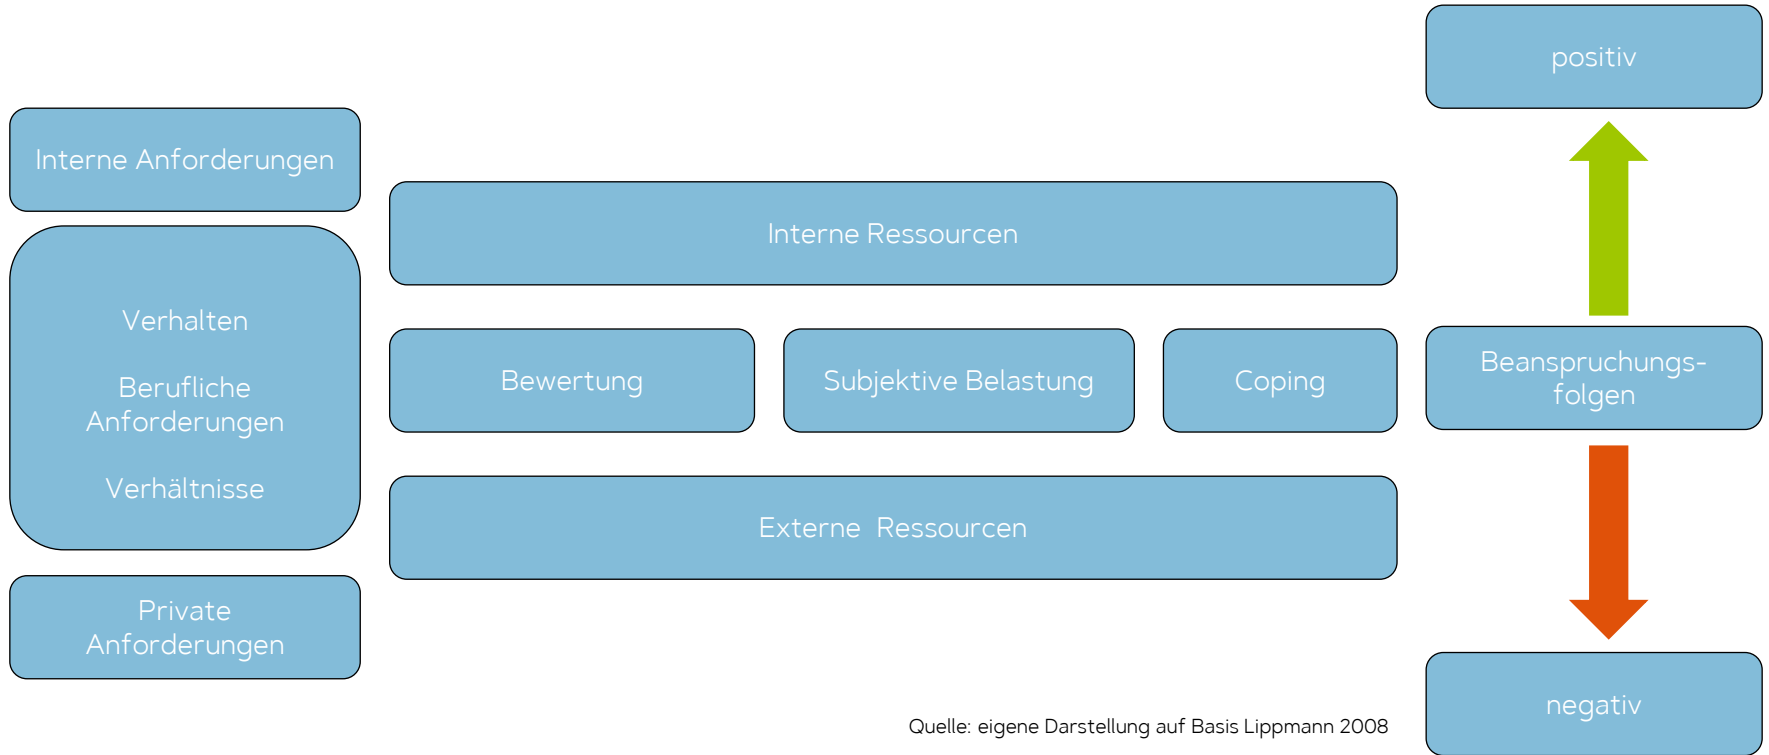 Interne Anforderungen
Verhalten
Berufliche
Anforderungen
Verhältnisse
Private
Anforderungen
Interne Ressourcen
Bewertung
Subjektive Belastung
Coping
Externe Ressourcen
positiv
Beanspruchungs-
folgen
negativ
Quelle: eigene Darstellung auf Basis Lippmann 2008